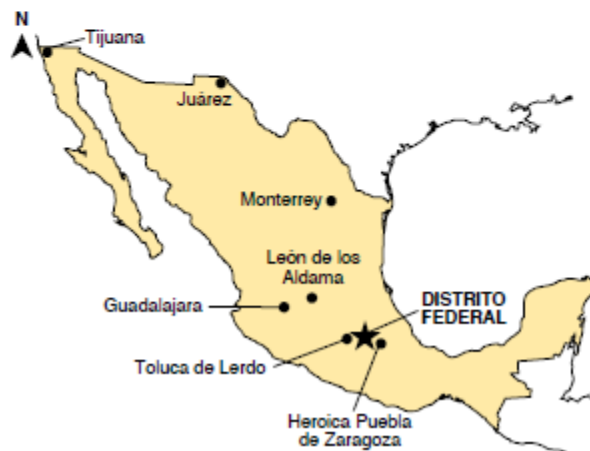 N
Tijuana
Juárez
Monterrey
León de los
Aldama
Guadalajara
DISTRITO
FEDERAL
Toluca de Lerdo
Heroica Puebla
de Zaragoza